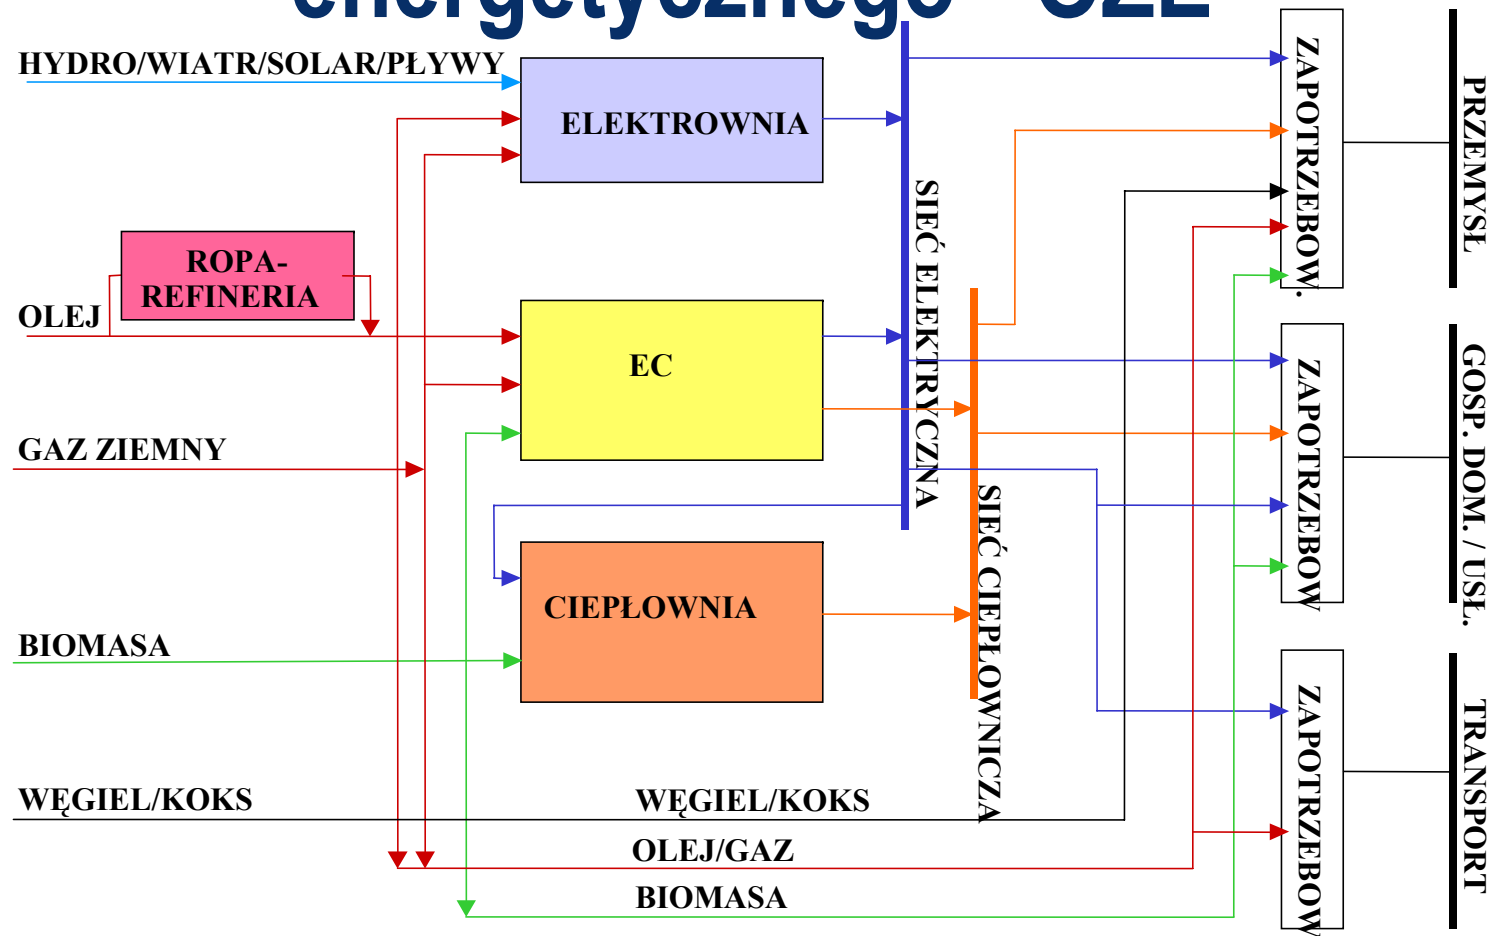 energetycznego - OZE
HYDRO/WIATR/SOLAR/PŁYWY
ELEKTROWNIA
ROPA-
REFINERIA
OLEJ
EC
GAZ ZIEMNY
CIEPŁOWNIA
BIOMASA
WĘGIEL/KOKS
WĘGIEL/KOKS
OLEJ/GAZ
BIOMASA
SIEĆ ELEKTRYCZNA
SIEĆ CIEPŁOWNICZA
ZAPOTRZEBOW.
PRZEMYSŁ
ZAPOTRZEBOW
GOSP. DOM. / USŁ.
ZAPOTRZEBOW
TRANSPORT